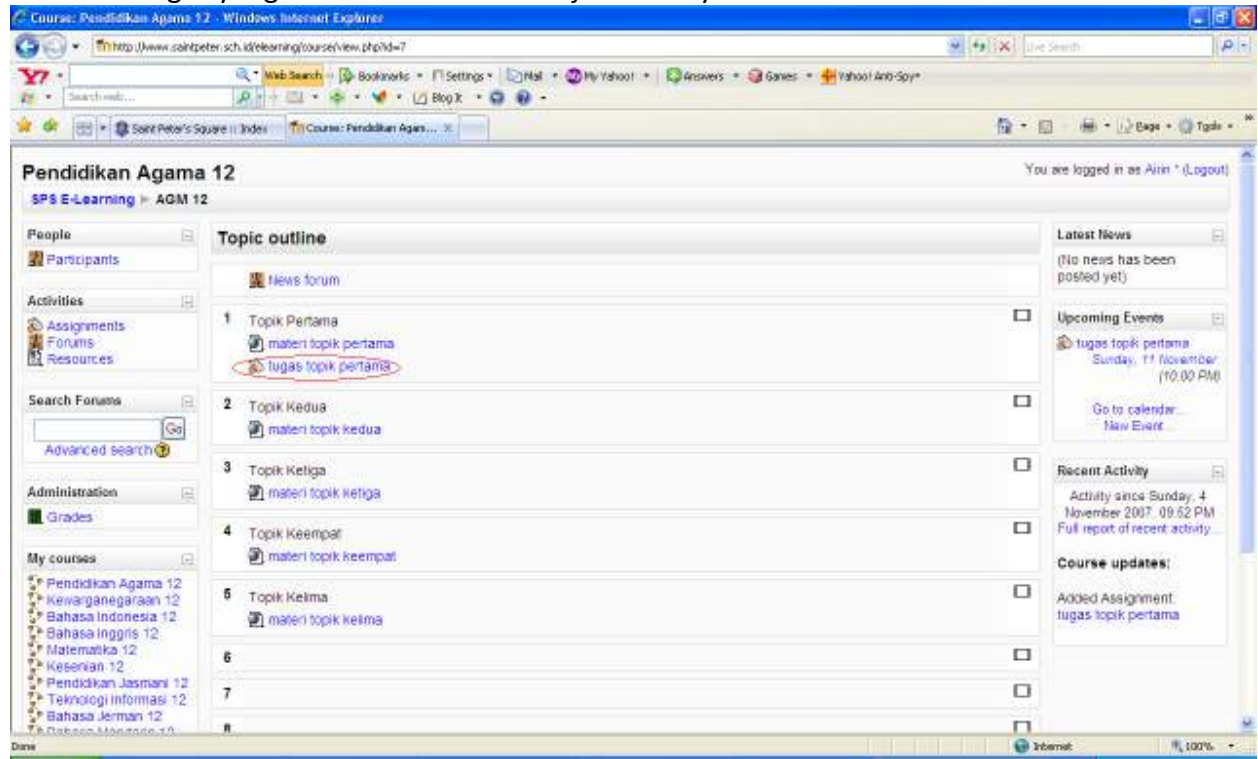 Course: Pendidikan Agama 12 - Windows Internet Explorer
http://www.saintpeter.sch.id/elearning/course/view.php?id=7
Live Search
Web Search
Bookmarks
Settings
Mail
My Yahoo!
Answers
Games
Yahoo! Anti-Spy
Search web...
Blog It
Saint Peter's Square :: Index
Course: Pendidikan Agam...
Page
Tools
Pendidikan Agama 12
You are logged in as Airin * (Logout)
SPS E-Learning ► AGM 12
People
Participants
Activities
Assignments
Forums
Resources
Search Forums
Go
Advanced search
Administration
Grades
My courses
Pendidikan Agama 12
Kewarganegaraan 12
Bahasa Indonesia 12
Bahasa Inggris 12
Matematika 12
Kesenian 12
Pendidikan Jasmani 12
Teknologi Informasi 12
Bahasa Jerman 12
Topic outline
News forum
1 Topik Pertama
materi topik pertama
tugas topik pertama
2 Topik Kedua
materi topik kedua
3 Topik Ketiga
materi topik ketiga
4 Topik Keempat
materi topik keempat
5 Topik Kelima
materi topik kelima
6
7
8
Latest News
(No news has been
posted yet)
Upcoming Events
tugas topik pertama
Sunday, 11 November
(10:00 PM)
Go to calendar...
New Event...
Recent Activity
Activity since Sunday, 4
November 2007, 09:52 PM
Full report of recent activity...
Course updates:
Added Assignment:
tugas topik pertama
Done
Internet
100%